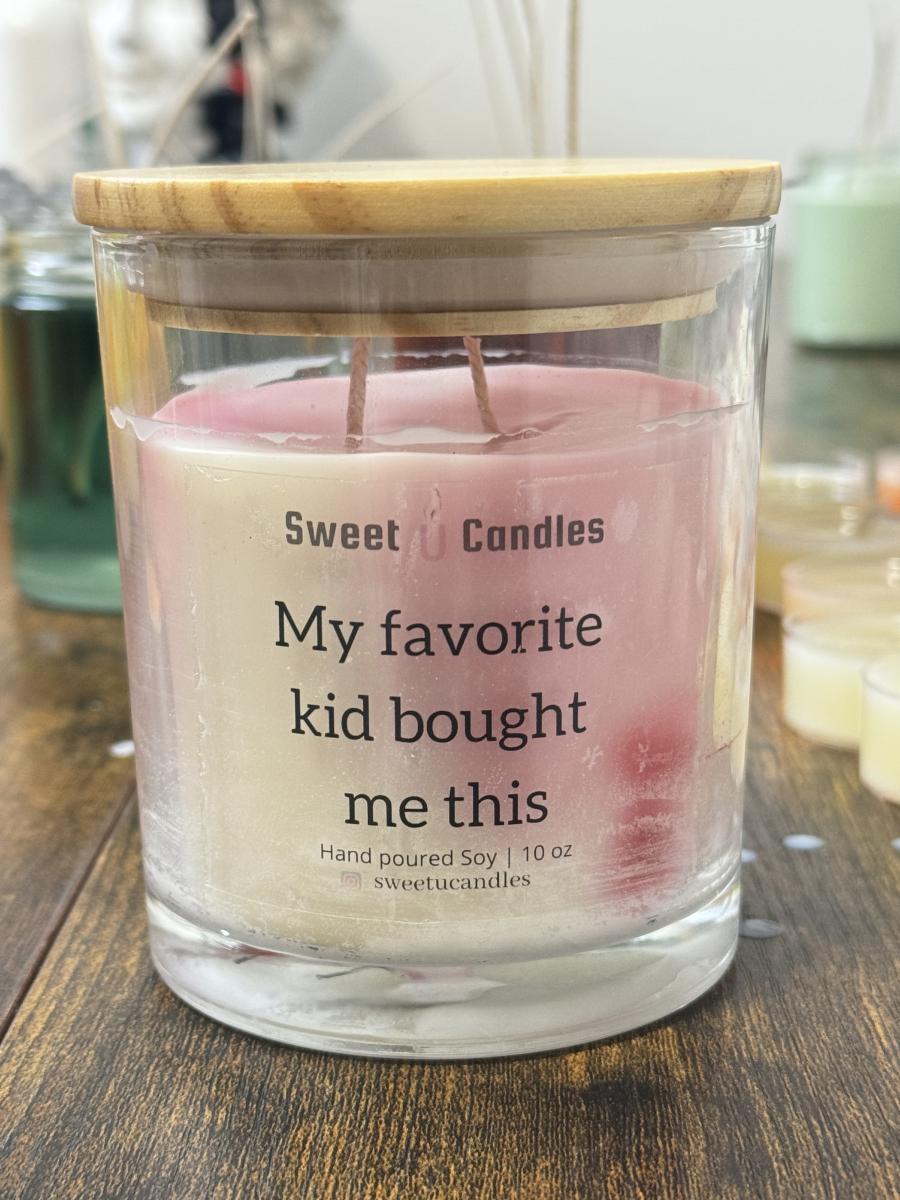 Sweet U Candles
My favorite
kid bought
me this
Hand poured Soy | 10 oz
sweetucandles